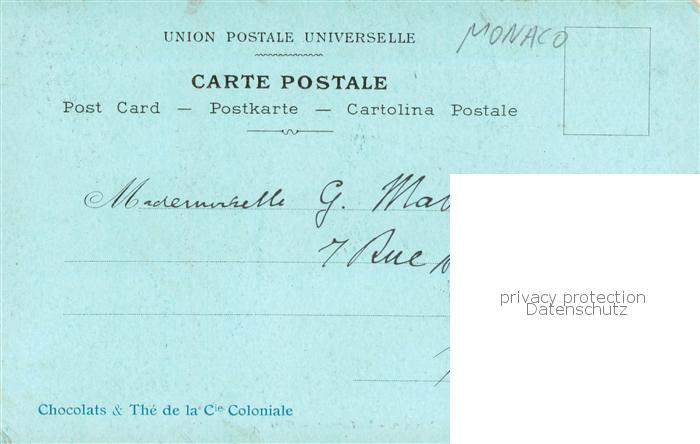 UNION POSTALE UNIVERSELLE
MONACO
CARTE POSTALE
Post Card — Postkarte — Cartolina Postale
Mademoiselle G.
7 Rue
privacy protection
Datenschutz
Chocolats & Thé de la Cie Coloniale